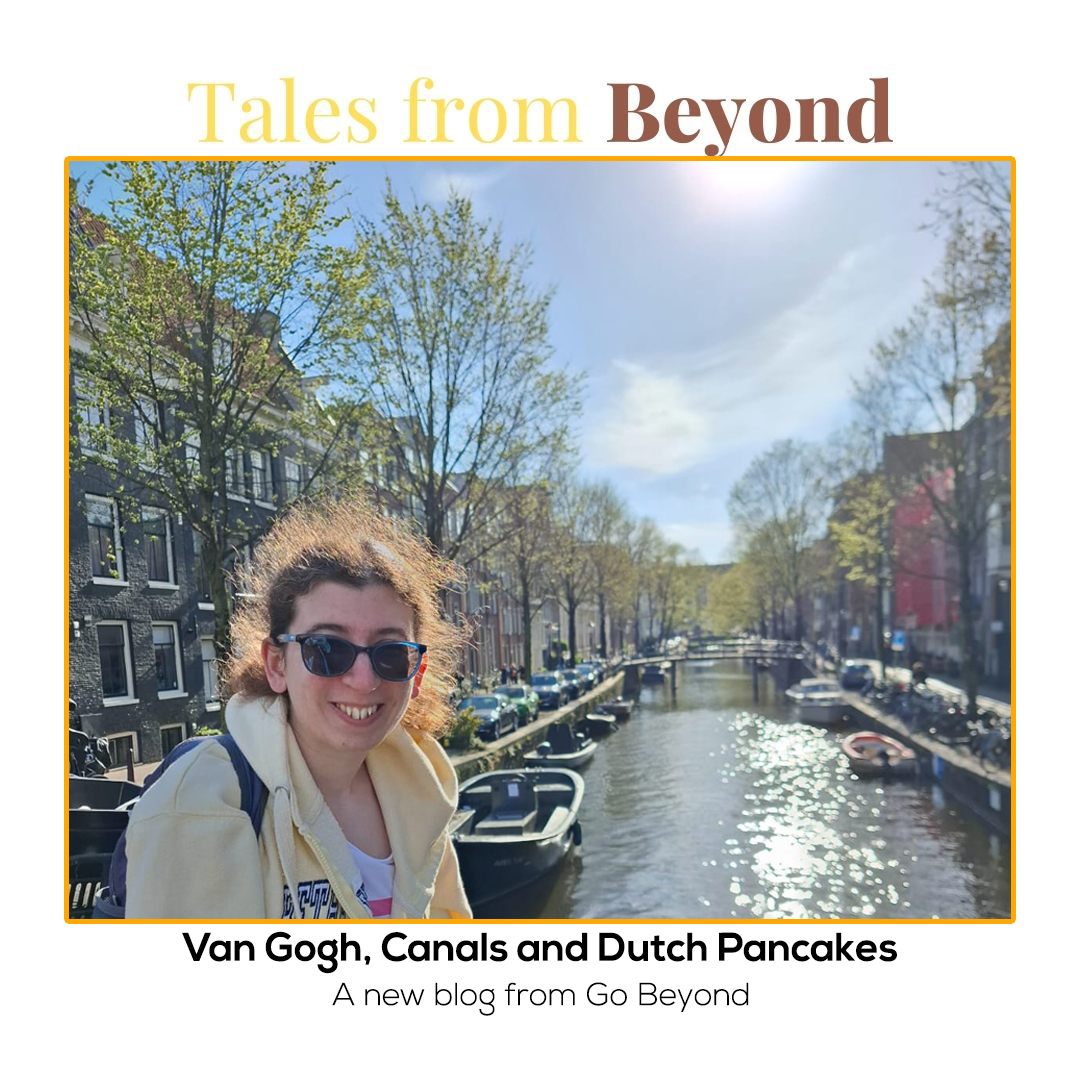 Tales from Beyond
Van Gogh, Canals and Dutch Pancakes
A new blog from Go Beyond